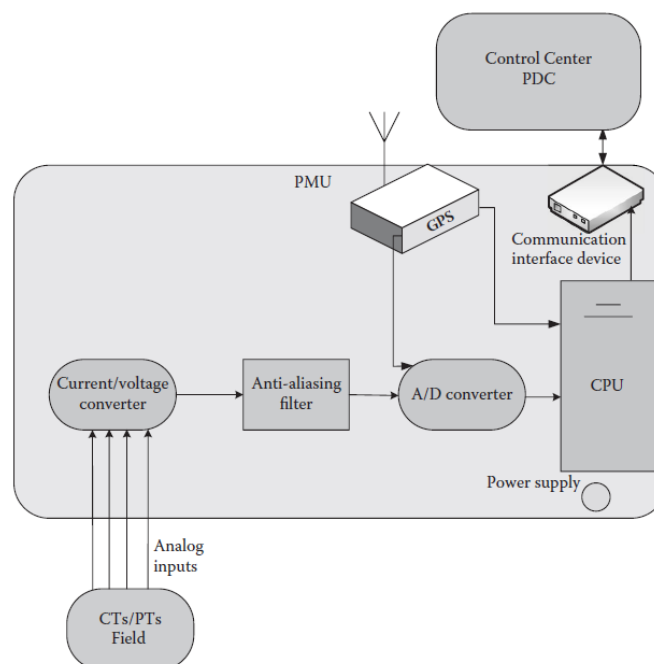 Control Center
PDC
PMU
GPS
Communication
interface device
Current/voltage
converter
Anti-aliasing
filter
A/D converter
CPU
Power supply
Analog
inputs
CTs/PTs
Field